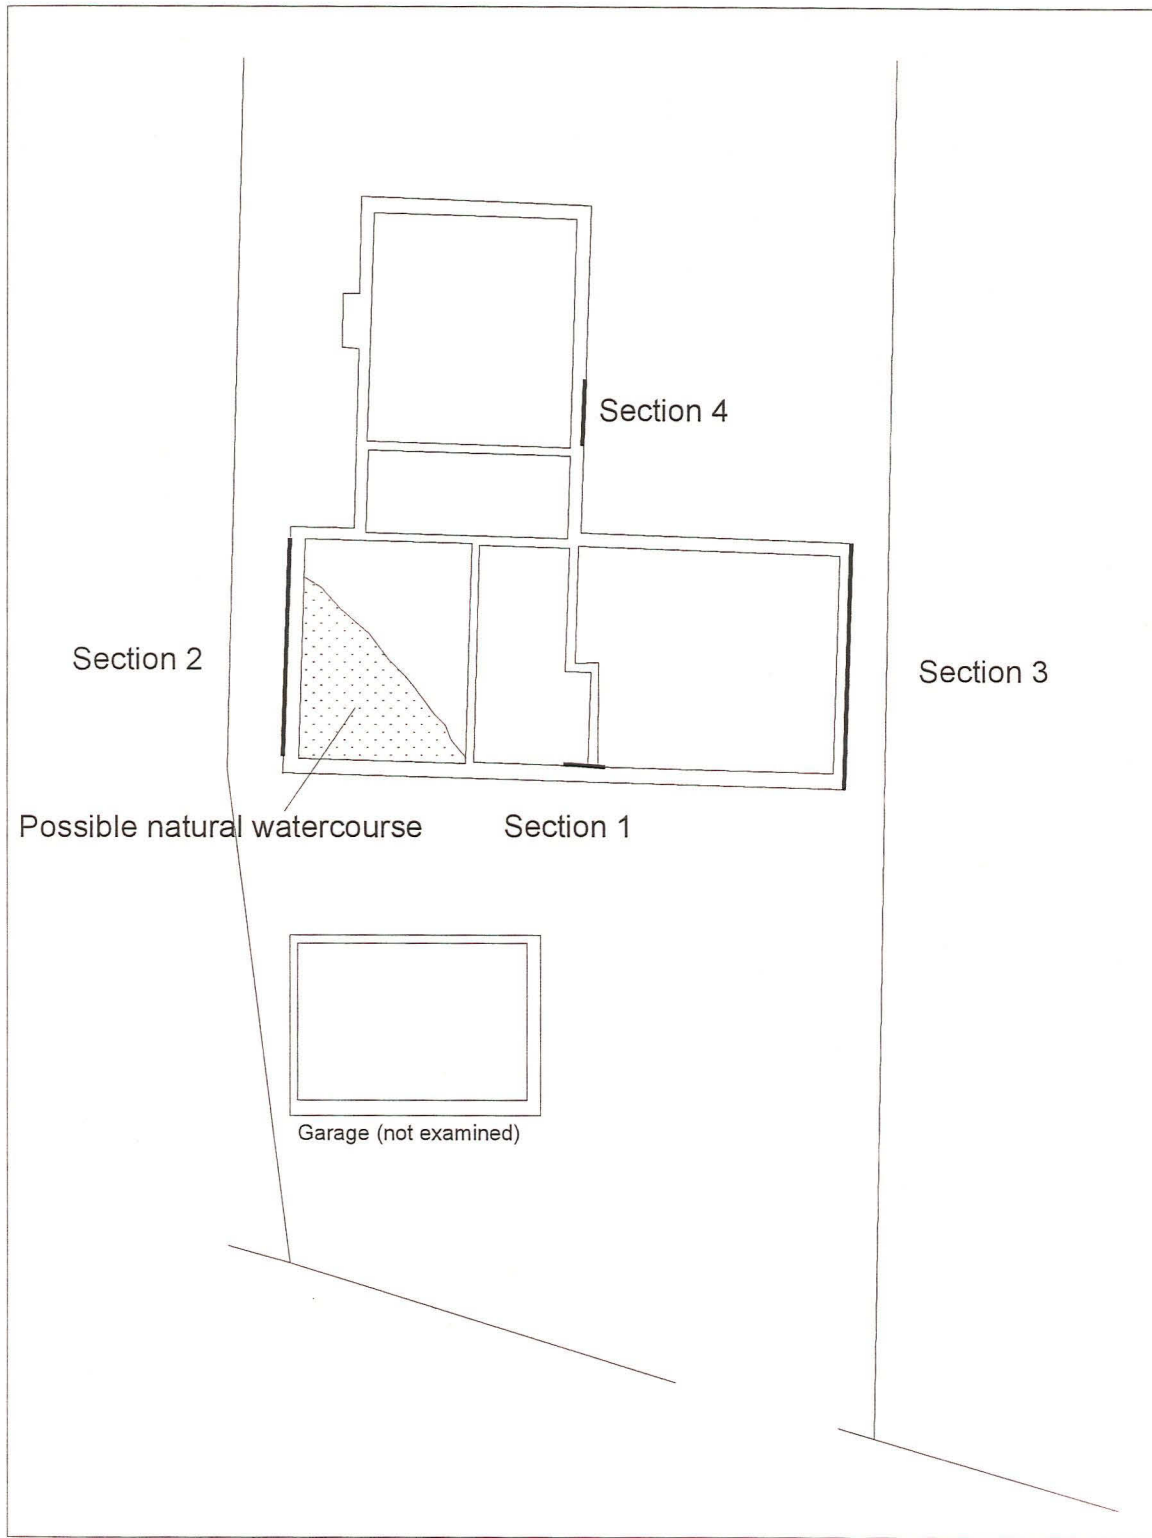 Section 4
Section 2
Section 3
Possible natural watercourse
Section 1
Garage (not examined)